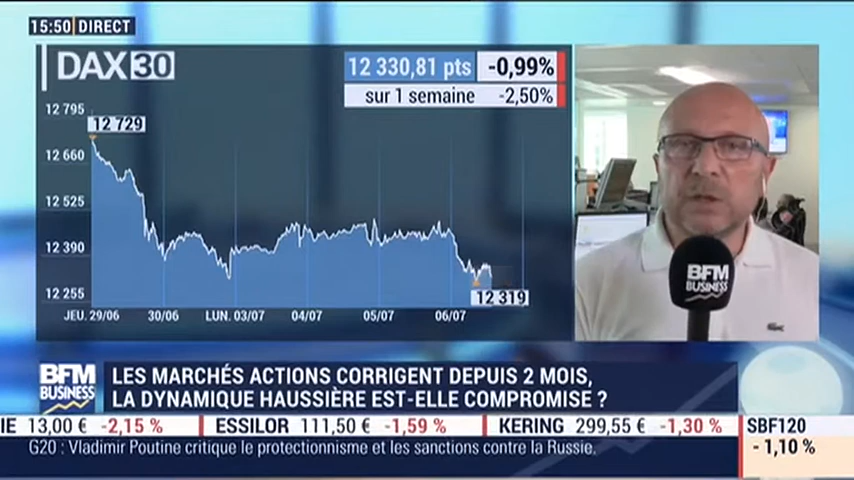 15:50 DIRECT
DAX30
12 330,81 pts -0,99%
sur 1 semaine -2,50%
12 795
12 729
12 660
12 525
12 390
12 255
12 319
JEU. 29/06 30/06 LUN. 03/07 04/07 05/07 06/07
BFM
BUSINESS
BFM
BUSINESS
LES MARCHÉS ACTIONS CORRIGENT DEPUIS 2 MOIS,
LA DYNAMIQUE HAUSSIÈRE EST-ELLE COMPROMISE ?
IE 13,00 € -2,15 % ESSILOR 111,50 € -1,59 % KERING 299,55 € -1,30 %
SBF120
-1,10 %
G20 : Vladimir Poutine critique le protectionnisme et les sanctions contre la Russie.